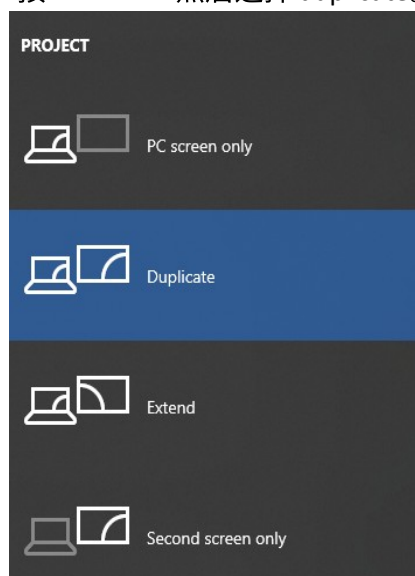 PROJECT
PC screen only
Duplicate
Extend
Second screen only